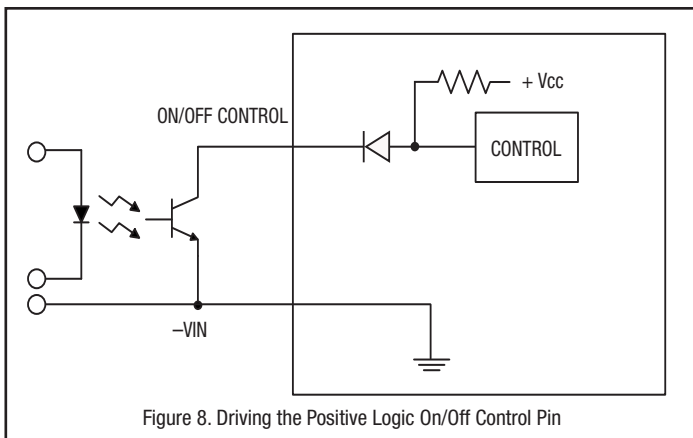 + Vcc
ON/OFF CONTROL
CONTROL
–VIN
Figure 8. Driving the Positive Logic On/Off Control Pin